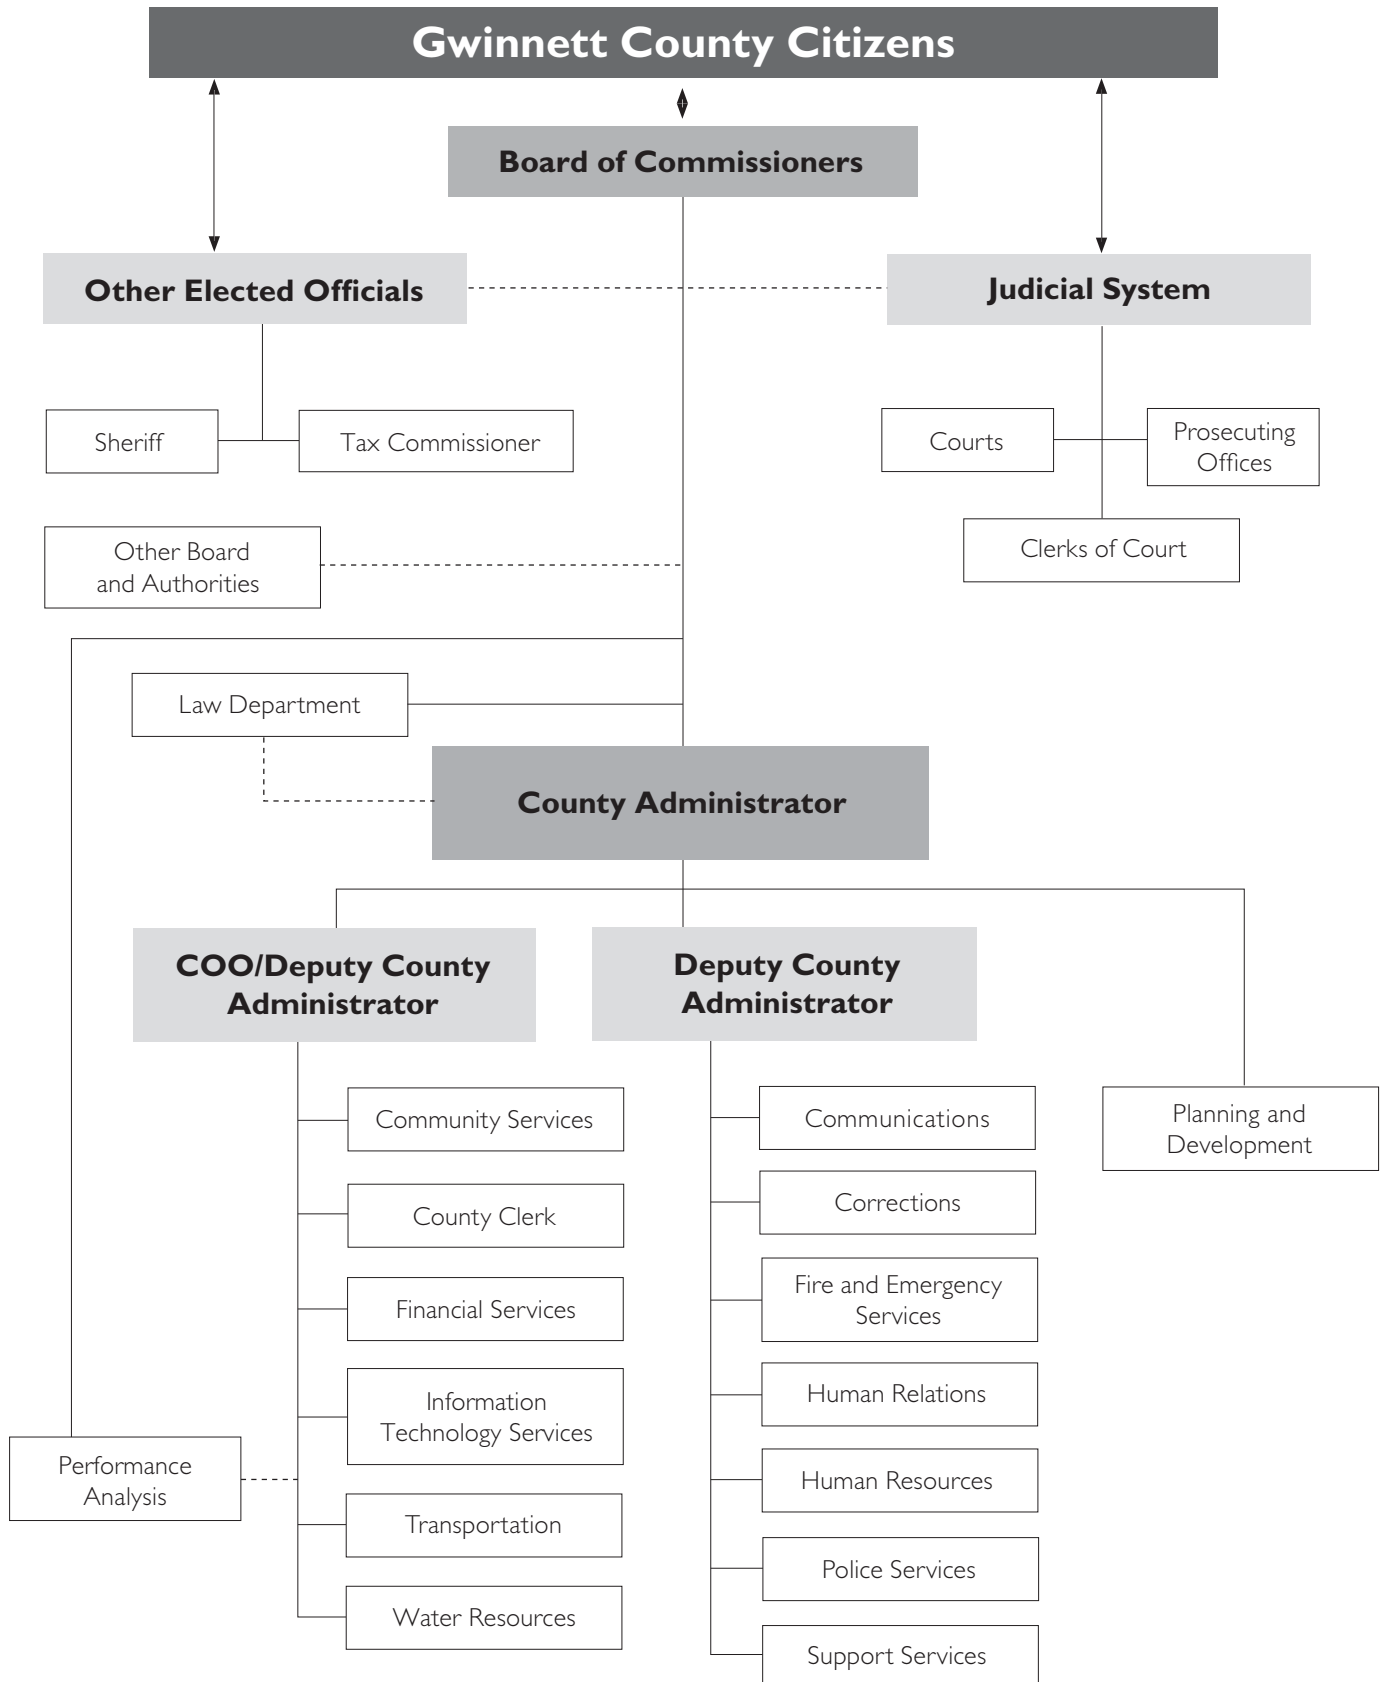 Gwinnett County Citizens
Board of Commissioners
Other Elected Officials
Judicial System
Sheriff
Tax Commissioner
Courts
Prosecuting
Offices
Clerks of Court
Other Board
and Authorities
Law Department
County Administrator
COO/Deputy County
Administrator
Deputy County
Administrator
Community Services
County Clerk
Financial Services
Information
Technology Services
Transportation
Water Resources
Communications
Corrections
Fire and Emergency
Services
Human Relations
Human Resources
Police Services
Support Services
Planning and
Development
Performance
Analysis